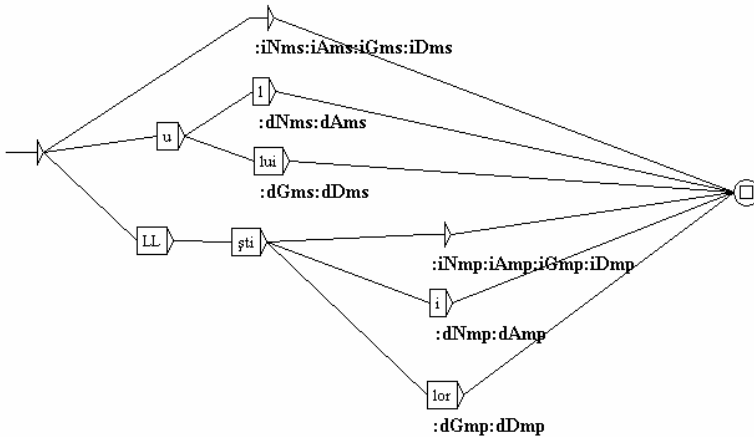 :iNms:iAms:iGms:iDms
l
:dNms:dAms
u
lui
:dGms:dDms
LL
şti
:iNmp:iAmp:iGmp:iDmp
i
:dNmp:dAmp
lor
:dGmp:dDmp